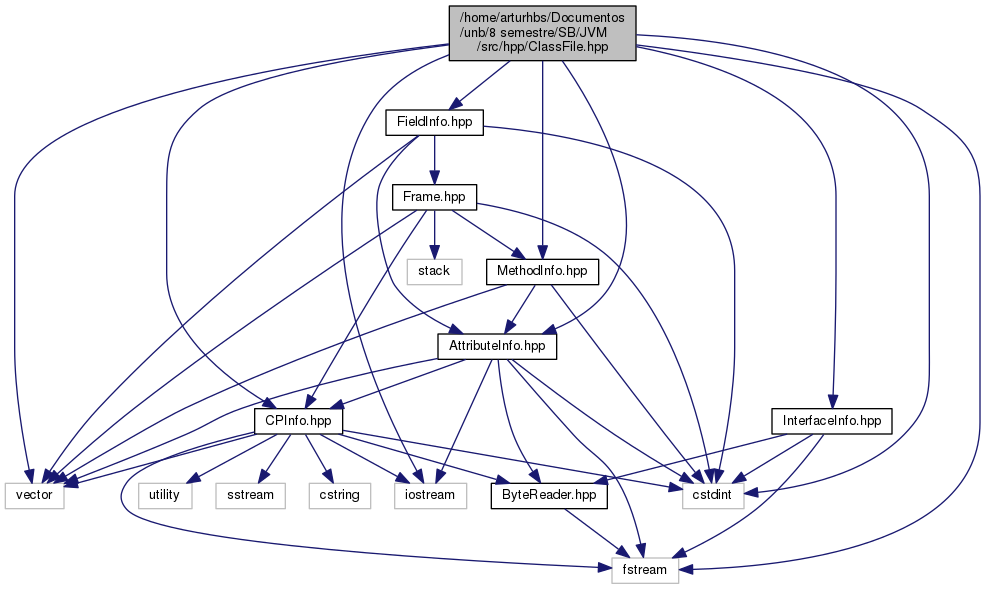 /home/arturhbs/Documentos
/unb/8 semestre/SB/JVM
/src/hpp/ClassFile.hpp
FieldInfo.hpp
Frame.hpp
stack
MethodInfo.hpp
AttributeInfo.hpp
CPInfo.hpp
InterfaceInfo.hpp
vector
utility
sstream
cstring
iostream
ByteReader.hpp
cstdint
fstream